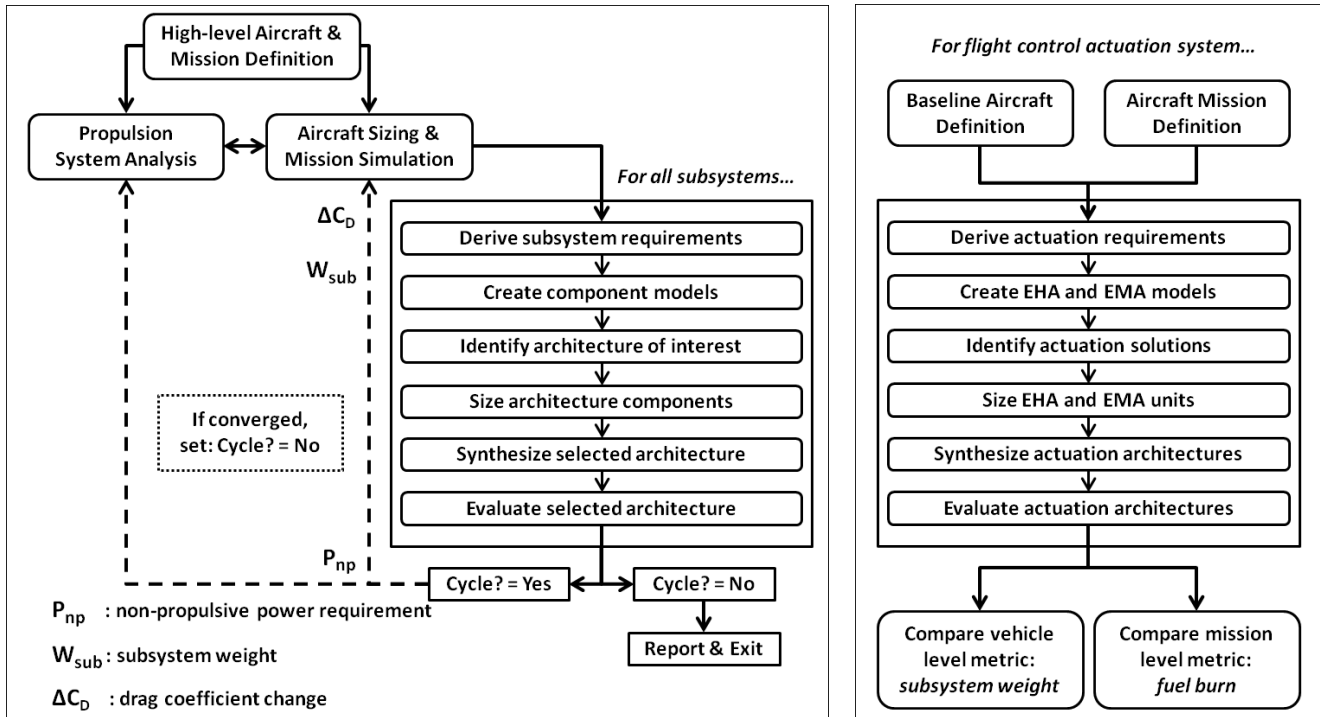 High-level Aircraft &
Mission Definition
Propulsion
System Analysis
Aircraft Sizing &
Mission Simulation
For all subsystems…
ΔC_D
W_sub
Derive subsystem requirements
Create component models
Identify architecture of interest
Size architecture components
Synthesize selected architecture
Evaluate selected architecture
If converged,
set: Cycle? = No
P_np
Cycle? = Yes
Cycle? = No
Report & Exit
P_np : non-propulsive power requirement
W_sub : subsystem weight
ΔC_D : drag coefficient change
For flight control actuation system…
Baseline Aircraft
Definition
Aircraft Mission
Definition
Derive actuation requirements
Create EHA and EMA models
Identify actuation solutions
Size EHA and EMA units
Synthesize actuation architectures
Evaluate actuation architectures
Compare vehicle
level metric:
subsystem weight
Compare mission
level metric:
fuel burn